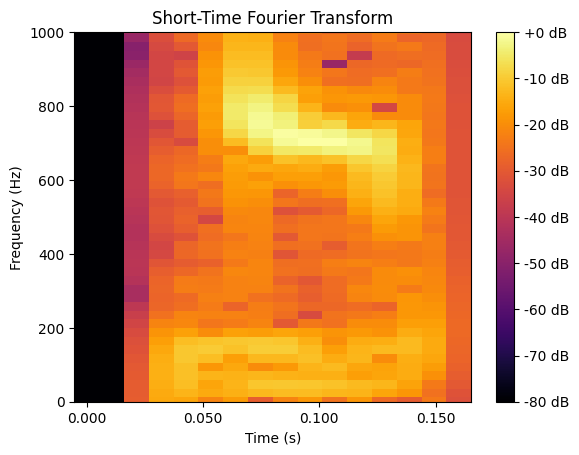 Short-Time Fourier Transform
1000
800
600
400
200
0
Frequency (Hz)
0.000
0.050
0.100
0.150
Time (s)
+0 dB
-10 dB
-20 dB
-30 dB
-40 dB
-50 dB
-60 dB
-70 dB
-80 dB